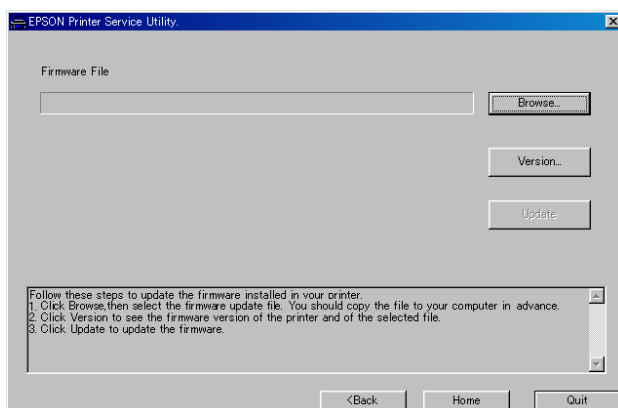 EPSON Printer Service Utility.
Firmware File
Browse...
Version...
Update
Follow these steps to update the firmware installed in your printer.
1. Click Browse,then select the firmware update file. You should copy the file to your computer in advance.
2. Click Version to see the firmware version of the printer and of the selected file.
3. Click Update to update the firmware.
<Back
Home
Quit